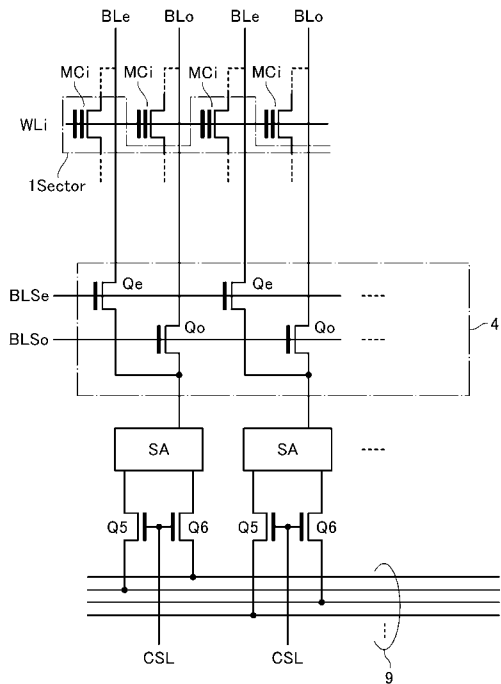 BLe BLo BLe BLo
MCi MCi MCi MCi
WLi
1Sector
Qe Qe
BLSe
Qo Qo
BLSo
4
SA SA
Q5 Q6 Q5 Q6
CSL CSL
9